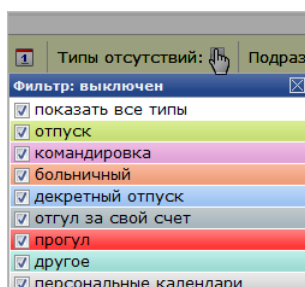 1 Типы отсутствий: Подраз
Фильтр: выключен
показать все типы
отпуск
командировка
больничный
декретный отпуск
отгул за свой счет
прогул
другое
персональные календари